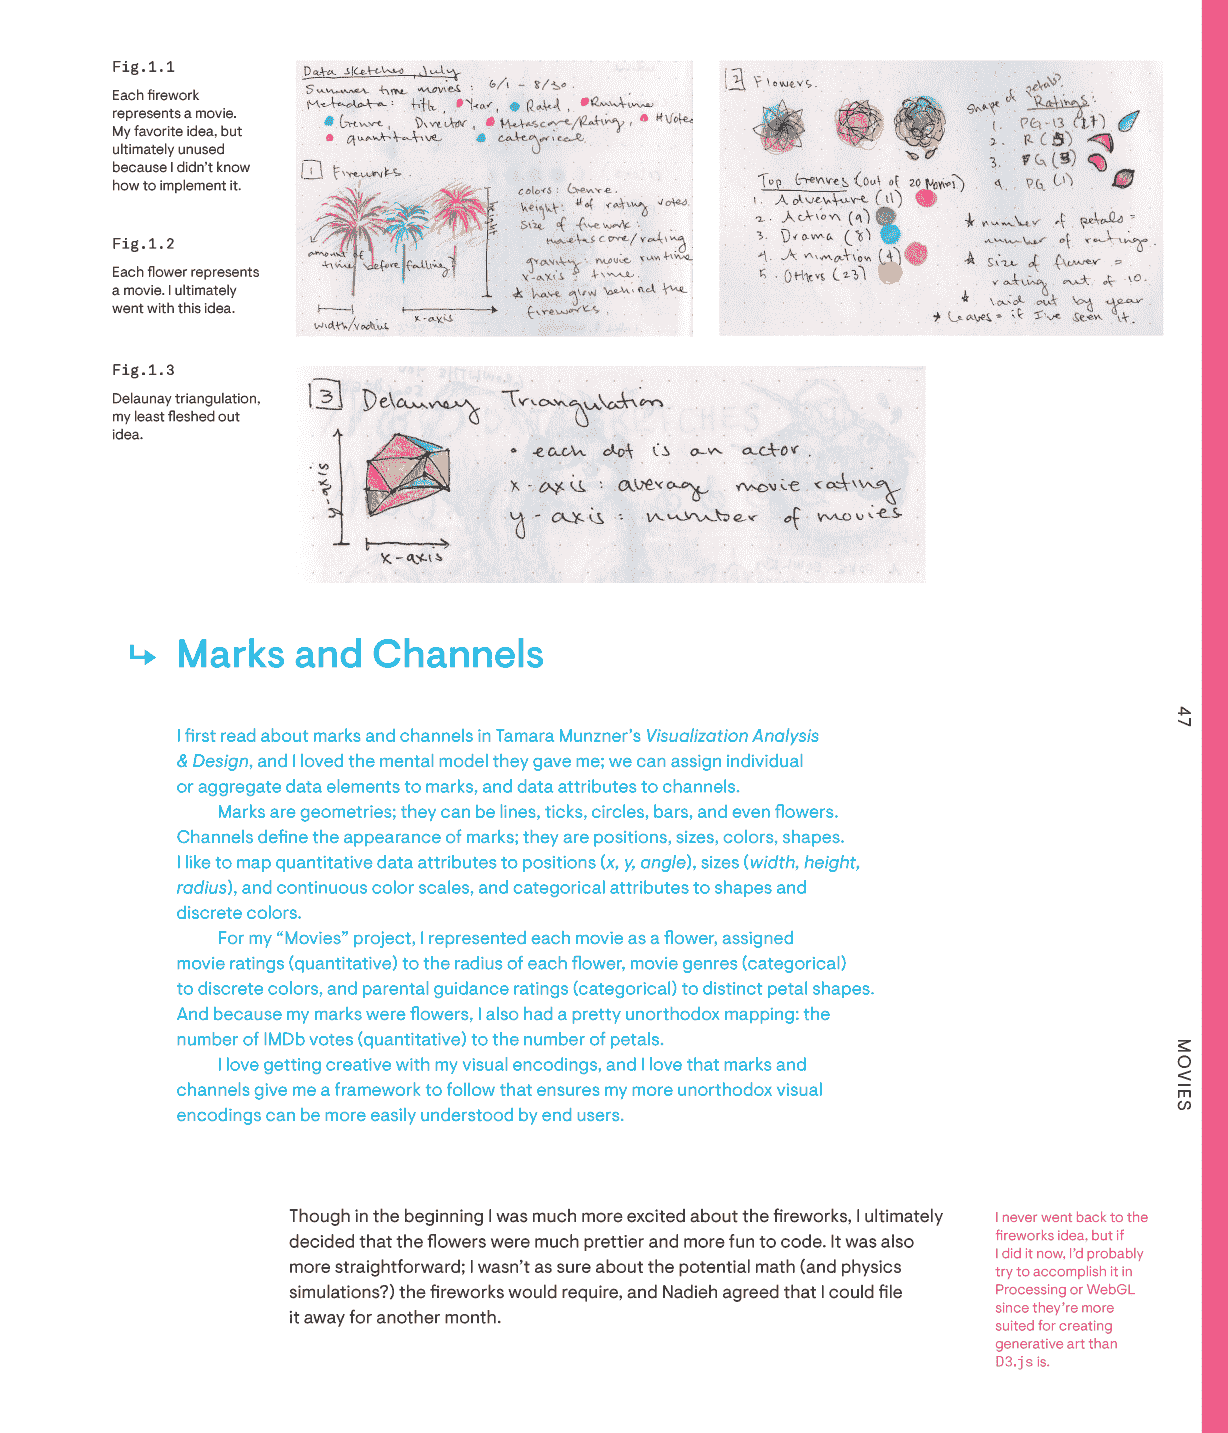 Fig.1.1
Each firework
represents a movie.
My favorite idea, but
ultimately unused
because I didn't know
how to implement it.
Fig.1.2
Each flower represents
a movie. I ultimately
went with this idea.
Data sketches, July
Summer time movies : 6/1 - 8/30.
Metadata : title, Year, Rated, Runtime
Genre, Director, Metascore/Rating, #Votes
quantitative categorical
1 Fireworks.
colors: Genre.
height: # of rating votes.
size of firework :
metascore/rating
gravity : movie runtime
x-axis : time.
★ have glow behind the
fireworks.
height
amount of
time before falling?
width/radius
x-axis
2 Flowers.
shape of petals?
Ratings:
1. PG-13 (27)
2. R (5)
3. PG (3)
4. PG (1)
Top Genres (out of 20 Movies)
1. Adventure (11)
2. Action (9)
3. Drama (8)
4. Animation (4)
5. Others (23)
★ number of petals =
number of ratings.
★ size of flower =
rating out of 10.
★ laid out by year
★ Leaves = if I've seen it.
Fig.1.3
Delaunay triangulation,
my least fleshed out
idea.
3 Delauney Triangulation
• each dot is an actor.
x-axis : average movie rating
y-axis : number of movies
y-axis
x-axis
↳ Marks and Channels
I first read about marks and channels in Tamara Munzner's Visualization Analysis
& Design, and I loved the mental model they gave me; we can assign individual
or aggregate data elements to marks, and data attributes to channels.
Marks are geometries; they can be lines, ticks, circles, bars, and even flowers.
Channels define the appearance of marks; they are positions, sizes, colors, shapes.
I like to map quantitative data attributes to positions (x, y, angle), sizes (width, height,
radius), and continuous color scales, and categorical attributes to shapes and
discrete colors.
For my “Movies” project, I represented each movie as a flower, assigned
movie ratings (quantitative) to the radius of each flower, movie genres (categorical)
to discrete colors, and parental guidance ratings (categorical) to distinct petal shapes.
And because my marks were flowers, I also had a pretty unorthodox mapping: the
number of IMDb votes (quantitative) to the number of petals.
I love getting creative with my visual encodings, and I love that marks and
channels give me a framework to follow that ensures my more unorthodox visual
encodings can be more easily understood by end users.
Though in the beginning I was much more excited about the fireworks, I ultimately
decided that the flowers were much prettier and more fun to code. It was also
more straightforward; I wasn't as sure about the potential math (and physics
simulations?) the fireworks would require, and Nadieh agreed that I could file
it away for another month.
I never went back to the
fireworks idea, but if
I did it now, I'd probably
try to accomplish it in
Processing or WebGL
since they're more
suited for creating
generative art than
D3.js is.
47
MOVIES